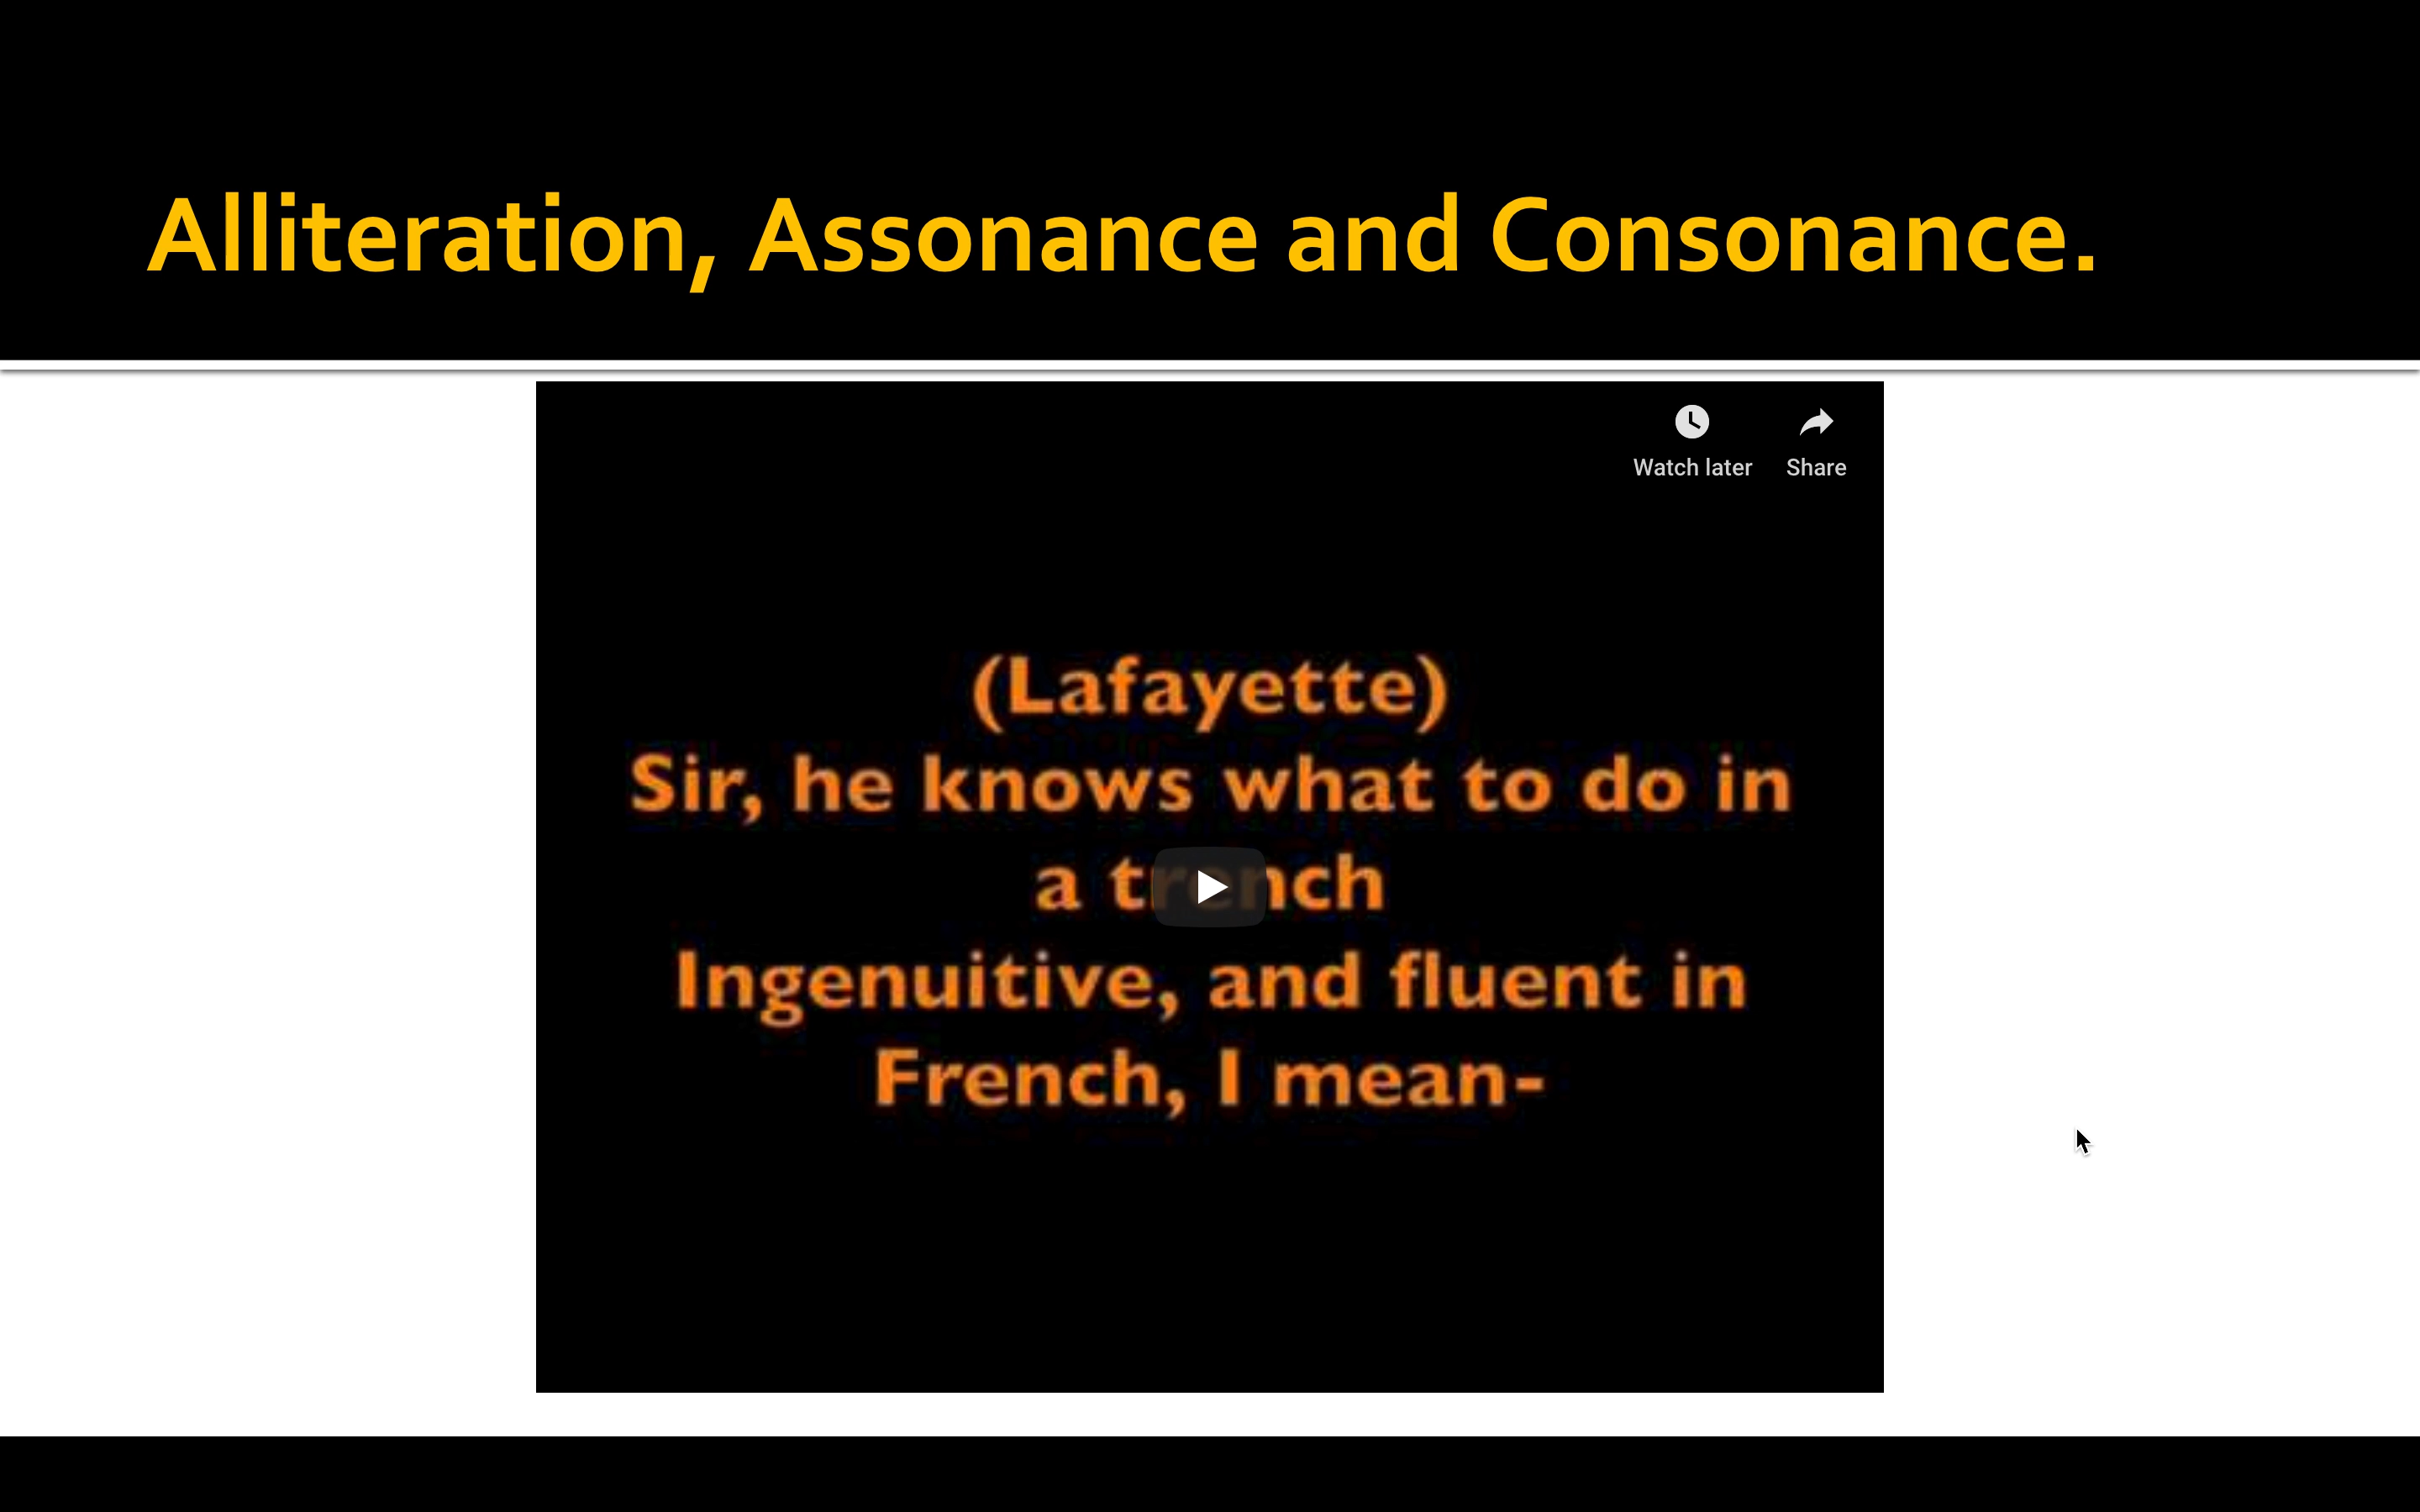 Alliteration, Assonance and Consonance.
Watch later
Share
(Lafayette)
Sir, he knows what to do in
a trench
Ingenuitive, and fluent in
French, I mean-